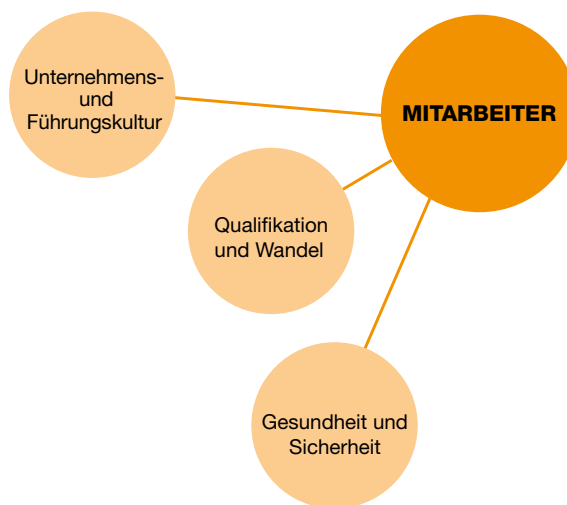 Unternehmens-
und
Führungskultur
MITARBEITER
Qualifikation
und Wandel
Gesundheit und
Sicherheit